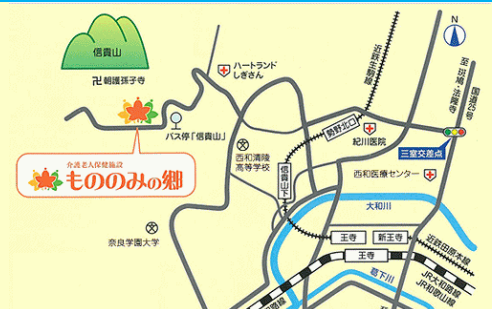 信貴山
卍 朝護孫子寺
ハートランド
しぎさん
バス停「信貴山」
介護老人保健施設
もののみの郷
西和清陵
高等学校
信貴山下
勢野北口
近鉄生駒線
紀川医院
西和医療センター
三室交差点
至 斑鳩・法隆寺
国道25号
N
大和川
奈良学園大学
王寺
新王寺
近鉄田原本線
王寺
葛下川
JR大和路線
JR和歌山線
路線